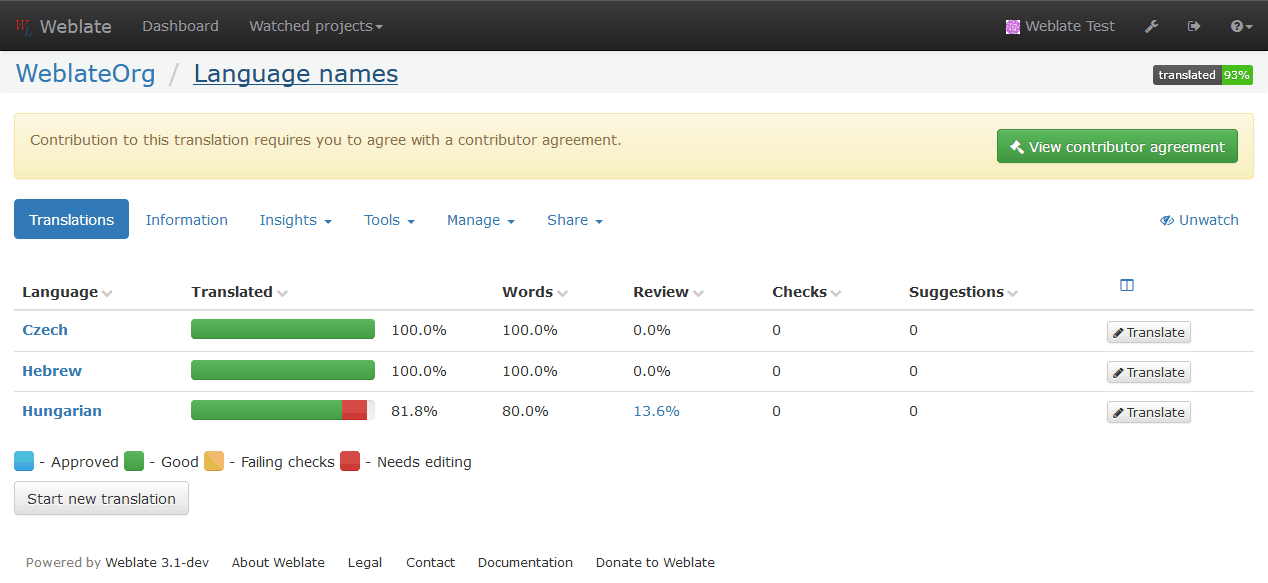 Weblate Dashboard Watched projects Weblate Test
WeblateOrg / Language names translated 93%
Contribution to this translation requires you to agree with a contributor agreement. View contributor agreement
Translations Information Insights Tools Manage Share Unwatch
Language Translated Words Review Checks Suggestions
Czech 100.0% 100.0% 0.0% 0 0 Translate
Hebrew 100.0% 100.0% 0.0% 0 0 Translate
Hungarian 81.8% 80.0% 13.6% 0 0 Translate
- Approved - Good - Failing checks - Needs editing
Start new translation
Powered by Weblate 3.1-dev About Weblate Legal Contact Documentation Donate to Weblate